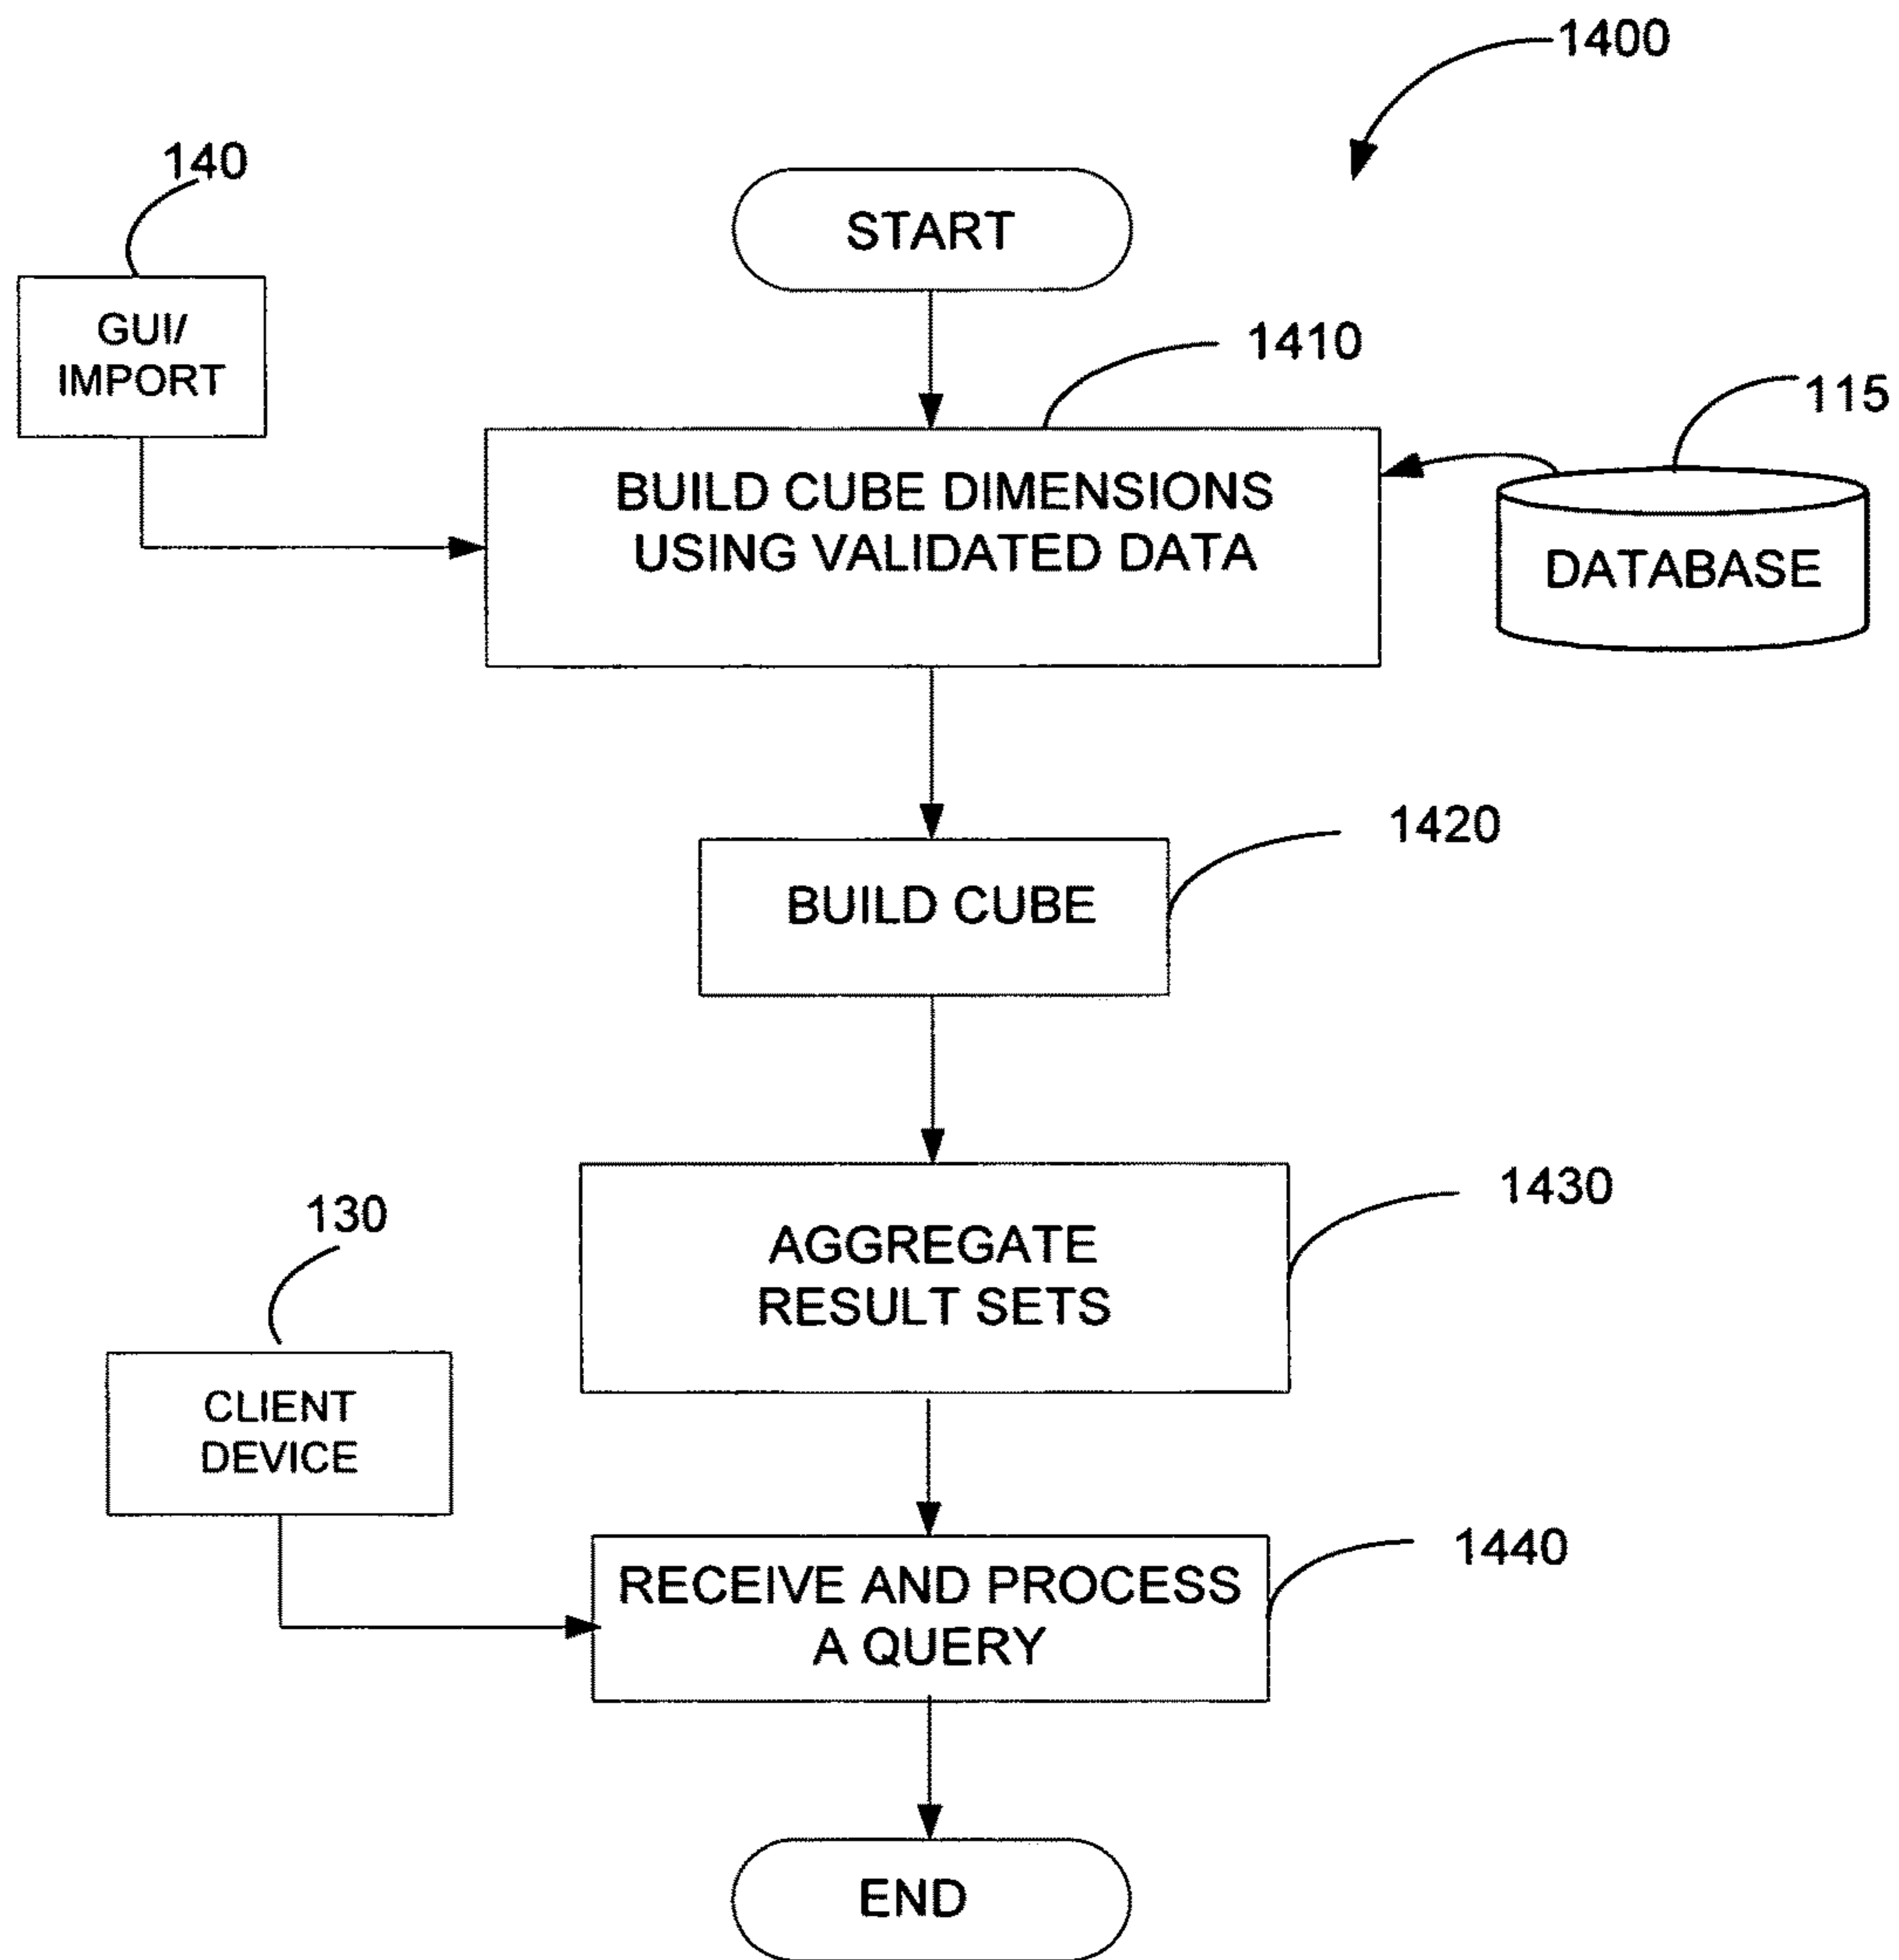 1400
140
START
GUI/
IMPORT
1410
115
BUILD CUBE DIMENSIONS
USING VALIDATED DATA
DATABASE
1420
BUILD CUBE
1430
AGGREGATE
RESULT SETS
130
CLIENT
DEVICE
1440
RECEIVE AND PROCESS
A QUERY
END